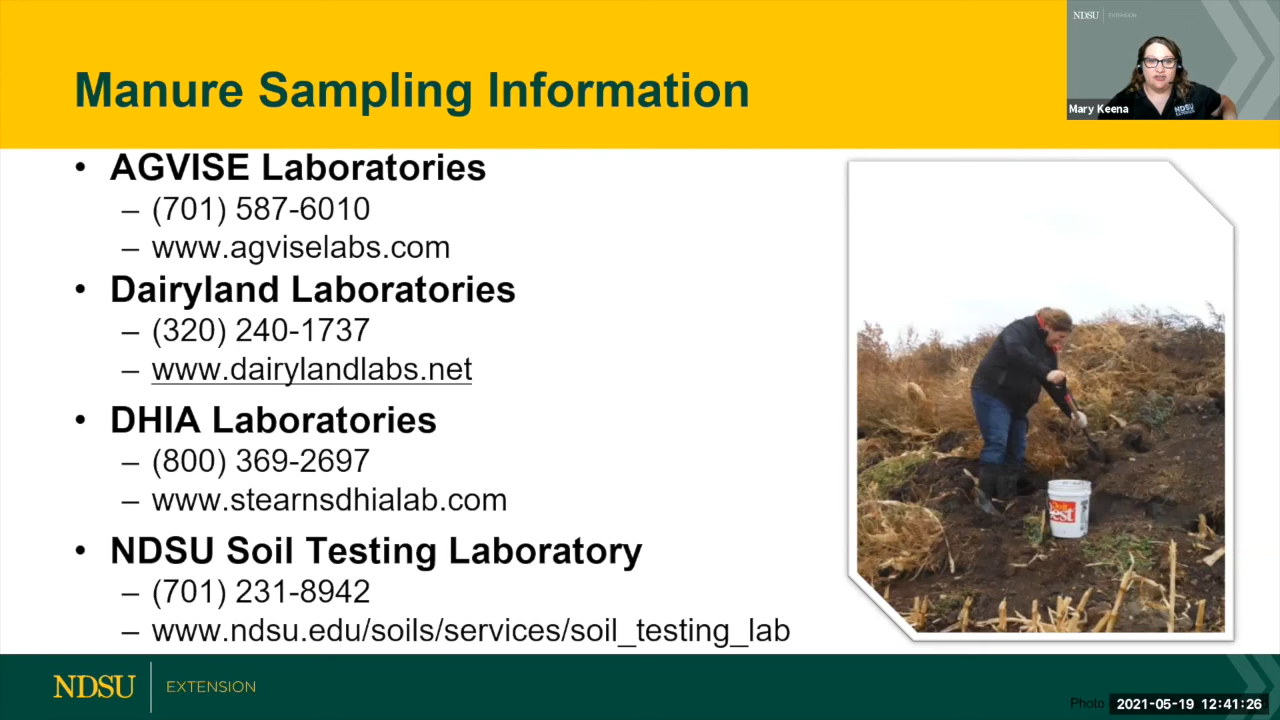 NDSU EXTENSION
Manure Sampling Information
Mary Keena
NDSU
• AGVISE Laboratories
– (701) 587-6010
– www.agviselabs.com
• Dairyland Laboratories
– (320) 240-1737
– www.dairylandlabs.net
• DHIA Laboratories
– (800) 369-2697
– www.stearnsdhialab.com
• NDSU Soil Testing Laboratory
– (701) 231-8942
– www.ndsu.edu/soils/services/soil_testing_lab
NDSU EXTENSION
Photo
2021-05-19 12:41:26